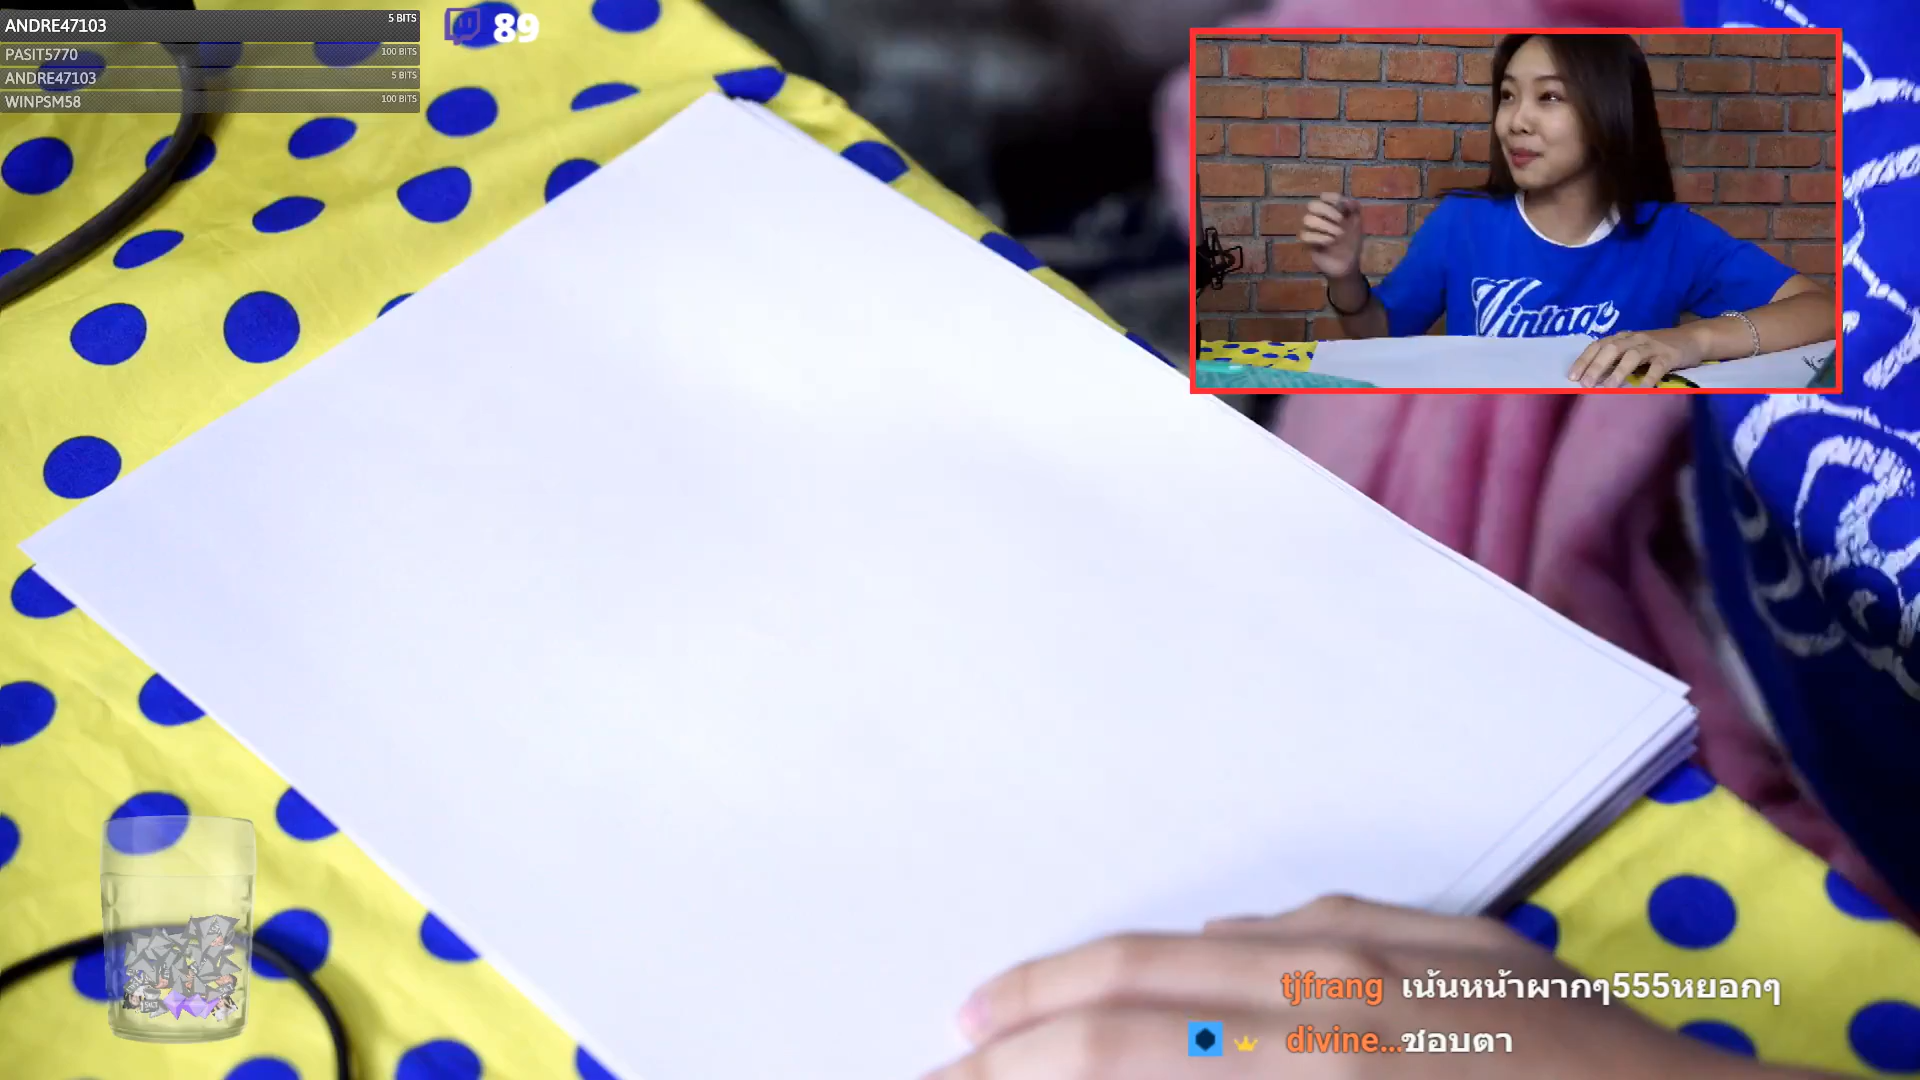 ANDRE47103 5 BITS
PASIT5770 100 BITS
ANDRE47103 5 BITS
WINPSM58 100 BITS
89
Vintage
tjfrang เน้นหน้าผากๆ555หยอกๆ
divine…ชอบตา